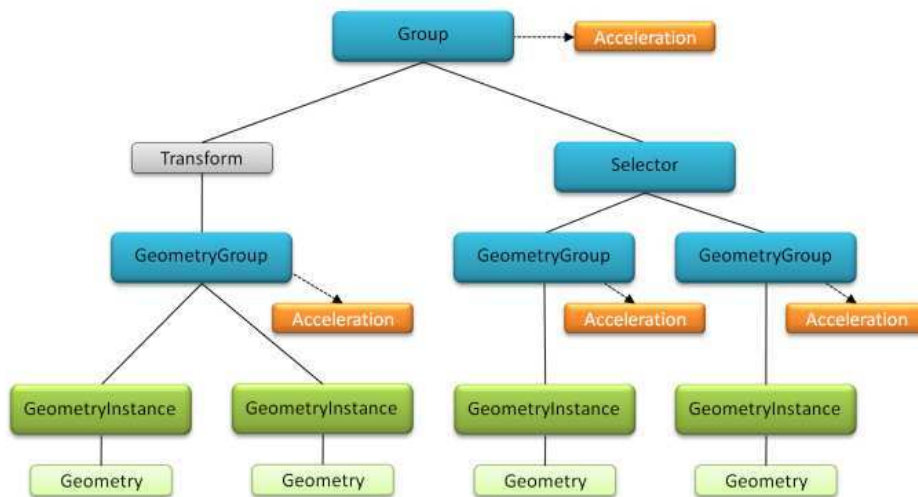 Group
Acceleration
Transform
Selector
GeometryGroup
GeometryGroup
GeometryGroup
Acceleration
Acceleration
Acceleration
GeometryInstance
GeometryInstance
GeometryInstance
GeometryInstance
Geometry
Geometry
Geometry
Geometry